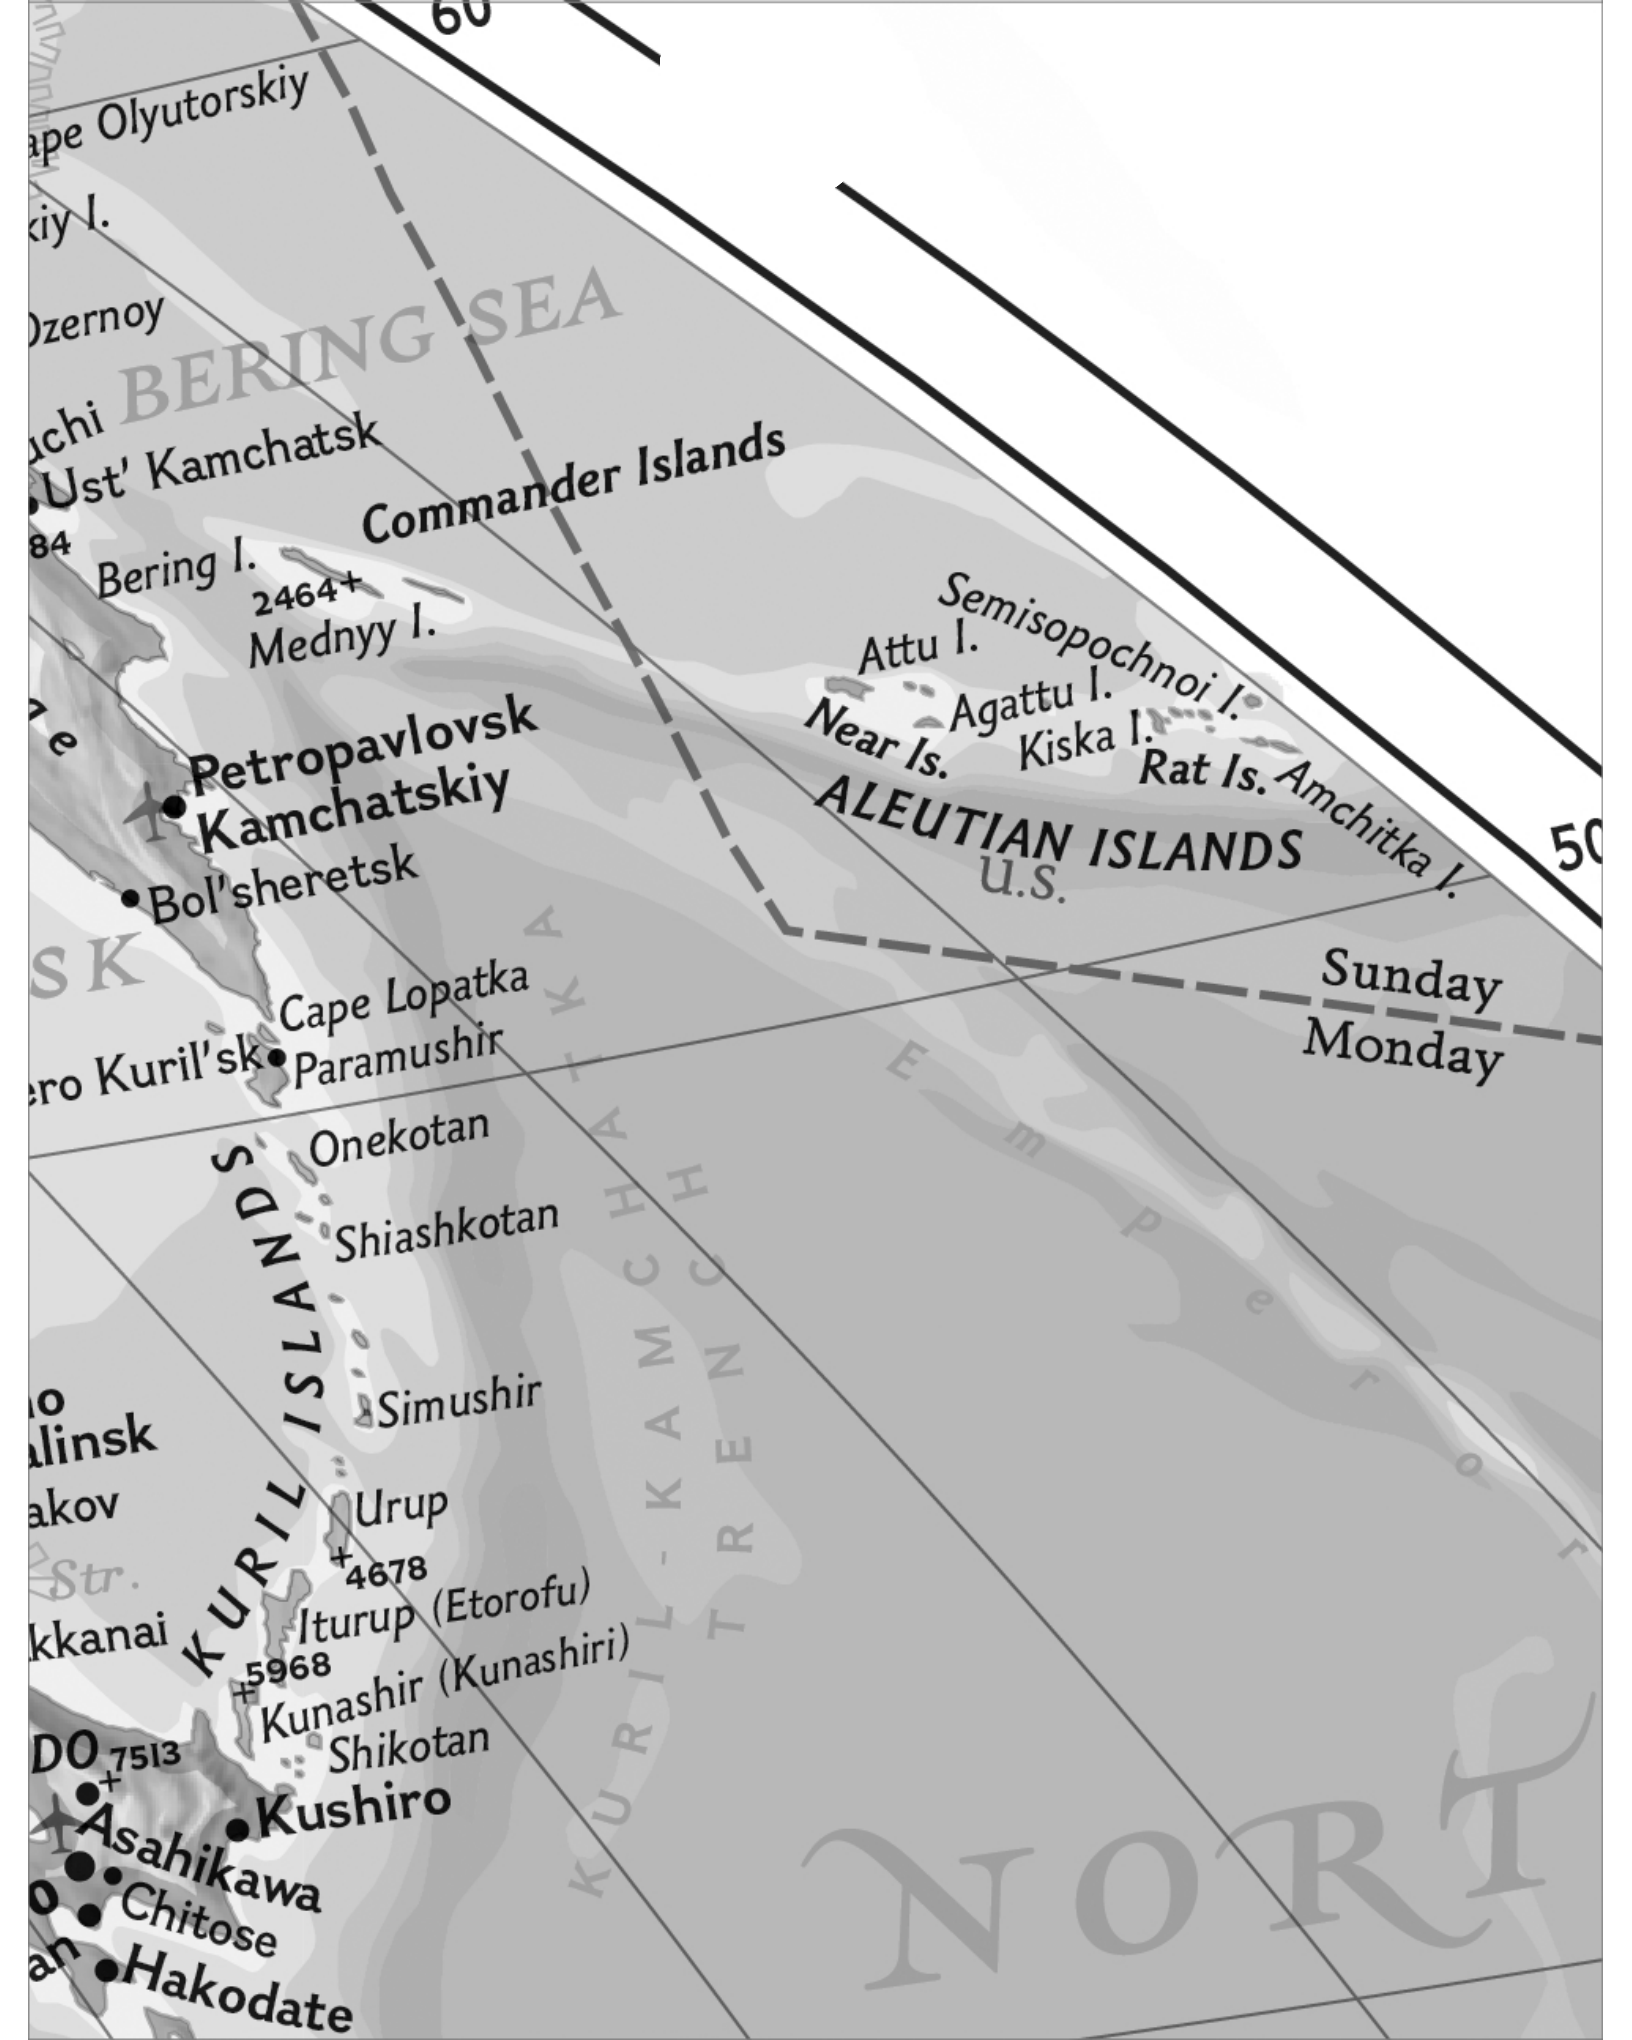 60
ape Olyutorskiy
kiy I.
Ozernoy
BERING SEA
uchi
Ust' Kamchatsk
84
Commander Islands
Bering I.
2464
Mednyy I.
Semisopochnoi I.
Attu I.
Agattu I.
Near Is.
Kiska I.
Rat Is.
Amchitka I.
ALEUTIAN ISLANDS
U.S.
50
e
Petropavlovsk
Kamchatskiy
Bol'sheretsk
SK
Cape Lopatka
ero Kuril'sk
Paramushir
Sunday
Monday
Onekotan
Shiashkotan
Simushir
KURIL ISLANDS
KURIL-KAMCHATKA
TRENCH
Emperor
no
alinsk
akov
Str.
kkanai
Urup
4678
Iturup (Etorofu)
5968
Kunashir (Kunashiri)
Shikotan
DO
7513
Kushiro
Asahikawa
O
Chitose
an
Hakodate
NORT